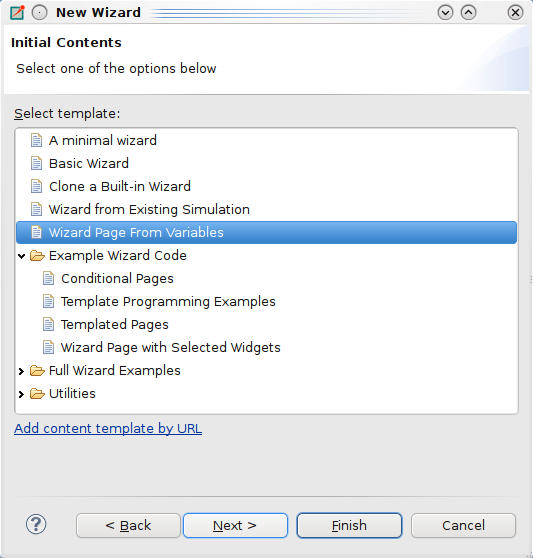 New Wizard
Initial Contents
Select one of the options below
Select template:
A minimal wizard
Basic Wizard
Clone a Built-in Wizard
Wizard from Existing Simulation
Wizard Page From Variables
Example Wizard Code
Conditional Pages
Template Programming Examples
Templated Pages
Wizard Page with Selected Widgets
Full Wizard Examples
Utilities
Add content template by URL
? < Back Next > Finish Cancel